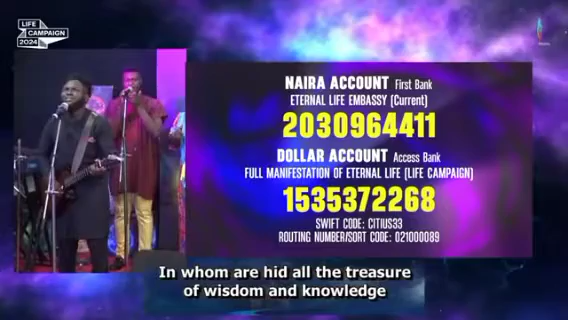 LIFE
CAMPAIGN
2024
NAIRA ACCOUNT First Bank
ETERNAL LIFE EMBASSY (Current)
2030964411
DOLLAR ACCOUNT Access Bank
FULL MANIFESTATION OF ETERNAL LIFE (LIFE CAMPAIGN)
1535372268
SWIFT CODE: CITIUS33
ROUTING NUMBER/SORT CODE: 021000089
In whom are hid all the treasure
of wisdom and knowledge